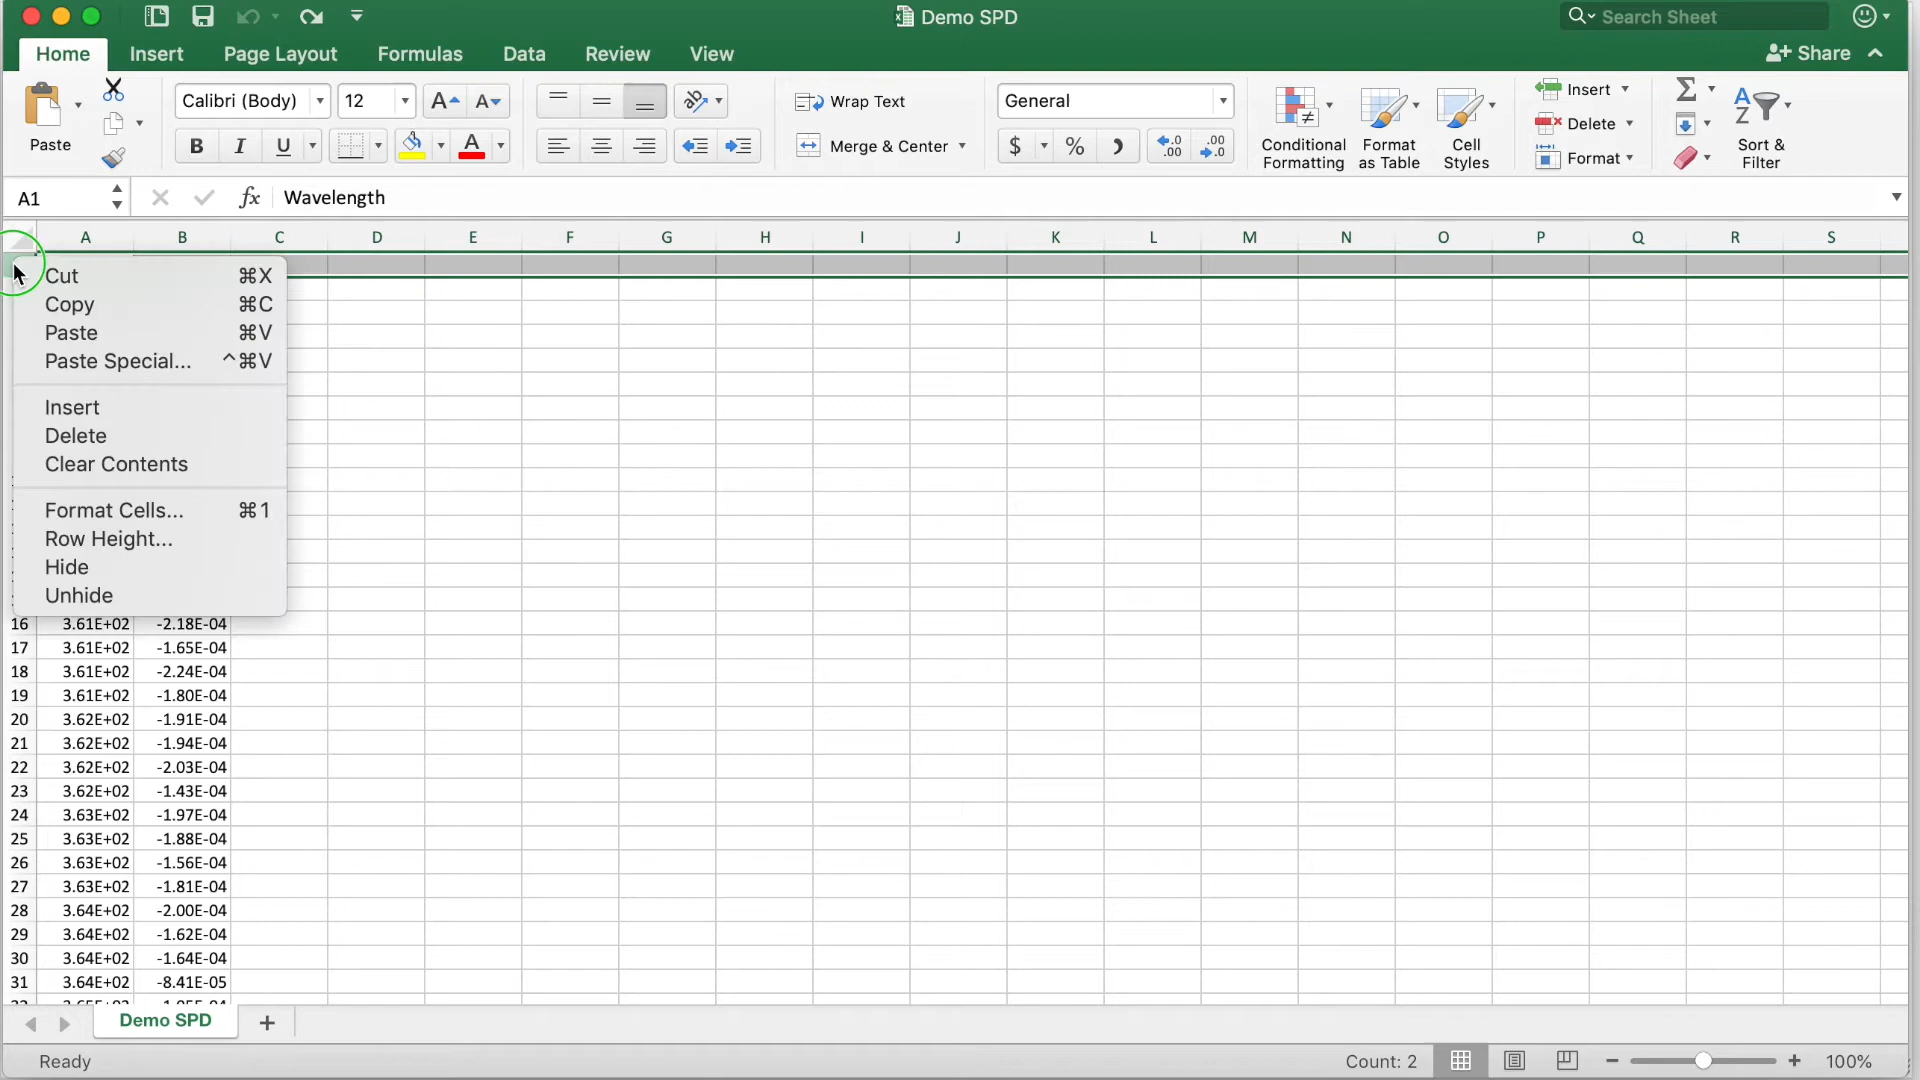 Demo SPD
Search Sheet
Home Insert Page Layout Formulas Data Review View
Share
Paste
Calibri (Body) 12
B I U
Wrap Text
Merge & Center
General
$ %
Conditional Formatting
Format as Table
Cell Styles
Insert
Delete
Format
Sort & Filter
A1 fx Wavelength
A B C D E F G H I J K L M N O P Q R S
Cut ⌘X
Copy ⌘C
Paste ⌘V
Paste Special... ^⌘V
Insert
Delete
Clear Contents
Format Cells... ⌘1
Row Height...
Hide
Unhide
16 3.61E+02 -2.18E-04
17 3.61E+02 -1.65E-04
18 3.61E+02 -2.24E-04
19 3.61E+02 -1.80E-04
20 3.62E+02 -1.91E-04
21 3.62E+02 -1.94E-04
22 3.62E+02 -2.03E-04
23 3.62E+02 -1.43E-04
24 3.63E+02 -1.97E-04
25 3.63E+02 -1.88E-04
26 3.63E+02 -1.56E-04
27 3.63E+02 -1.81E-04
28 3.64E+02 -2.00E-04
29 3.64E+02 -1.62E-04
30 3.64E+02 -1.64E-04
31 3.64E+02 -8.41E-05
Demo SPD
Ready Count: 2 100%